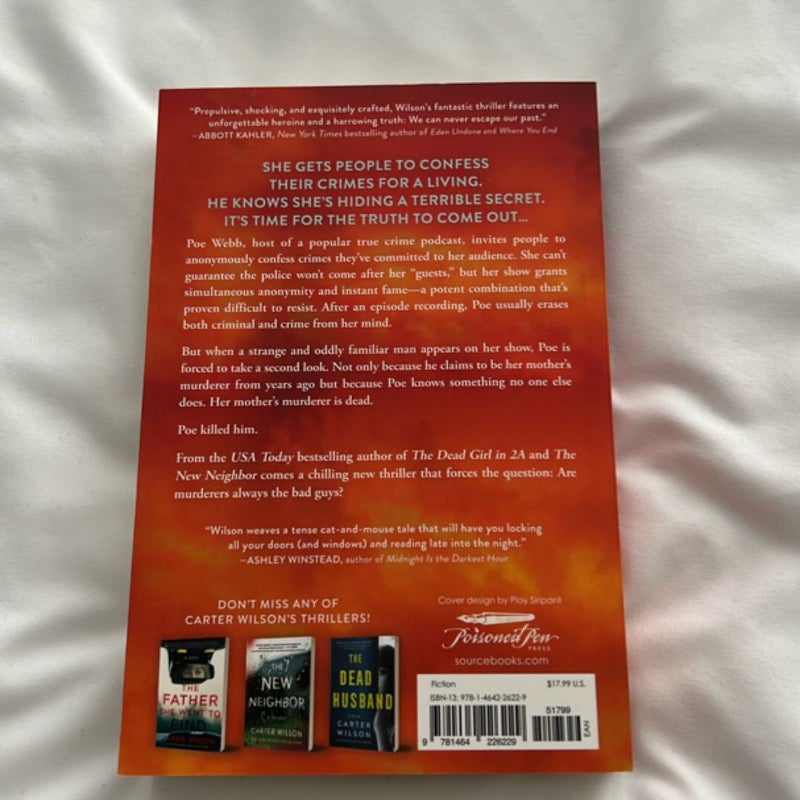 "Propulsive, shocking, and exquisitely crafted, Wilson's fantastic thriller features an
unforgettable heroine and a harrowing truth: We can never escape our past."
—ABBOTT KAHLER, New York Times bestselling author of Eden Undone and Where You End
SHE GETS PEOPLE TO CONFESS
THEIR CRIMES FOR A LIVING.
HE KNOWS SHE'S HIDING A TERRIBLE SECRET.
IT'S TIME FOR THE TRUTH TO COME OUT...
Poe Webb, host of a popular true crime podcast, invites people to
anonymously confess crimes they've committed to her audience. She can't
guarantee the police won't come after her "guests," but her show grants
simultaneous anonymity and instant fame—a potent combination that's
proven difficult to resist. After an episode recording, Poe usually erases
both criminal and crime from her mind.
But when a strange and oddly familiar man appears on her show, Poe is
forced to take a second look. Not only because he claims to be her mother's
murderer from years ago but because Poe knows something no one else
does. Her mother's murderer is dead.
Poe killed him.
From the USA Today bestselling author of The Dead Girl in 2A and The
New Neighbor comes a chilling new thriller that forces the question: Are
murderers always the bad guys?
"Wilson weaves a tense cat-and-mouse tale that will have you locking
all your doors (and windows) and reading late into the night."
—ASHLEY WINSTEAD, author of Midnight Is the Darkest Hour
DON'T MISS ANY OF
CARTER WILSON'S THRILLERS!
THE
FATHER
SHE WENT TO
THE
NEW
NEIGHBOR
CARTER WILSON
THE
DEAD
HUSBAND
CARTER
WILSON
Cover design by Ploy Siripant
Poisoned Pen
PRESS
sourcebooks.com
Fiction $17.99 U.S.
ISBN-13: 978-1-4642-2622-9
51799
9 781464 226229
EAN